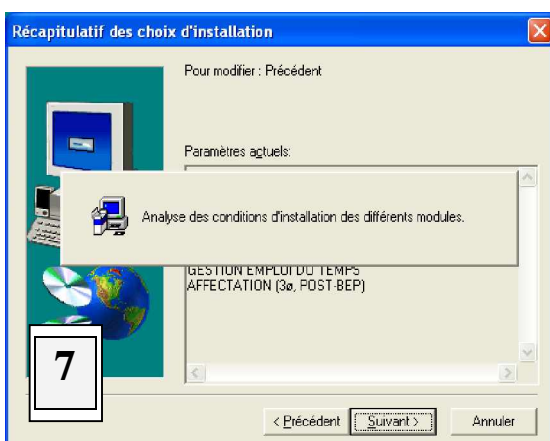 Récapitulatif des choix d'installation
Pour modifier : Précédent
Paramètres actuels:
Analyse des conditions d'installation des différents modules.
GESTION EMPLOI DU TEMPS
AFFECTATION (3ø, POST-BEP)
7
< Précédent
Suivant >
Annuler